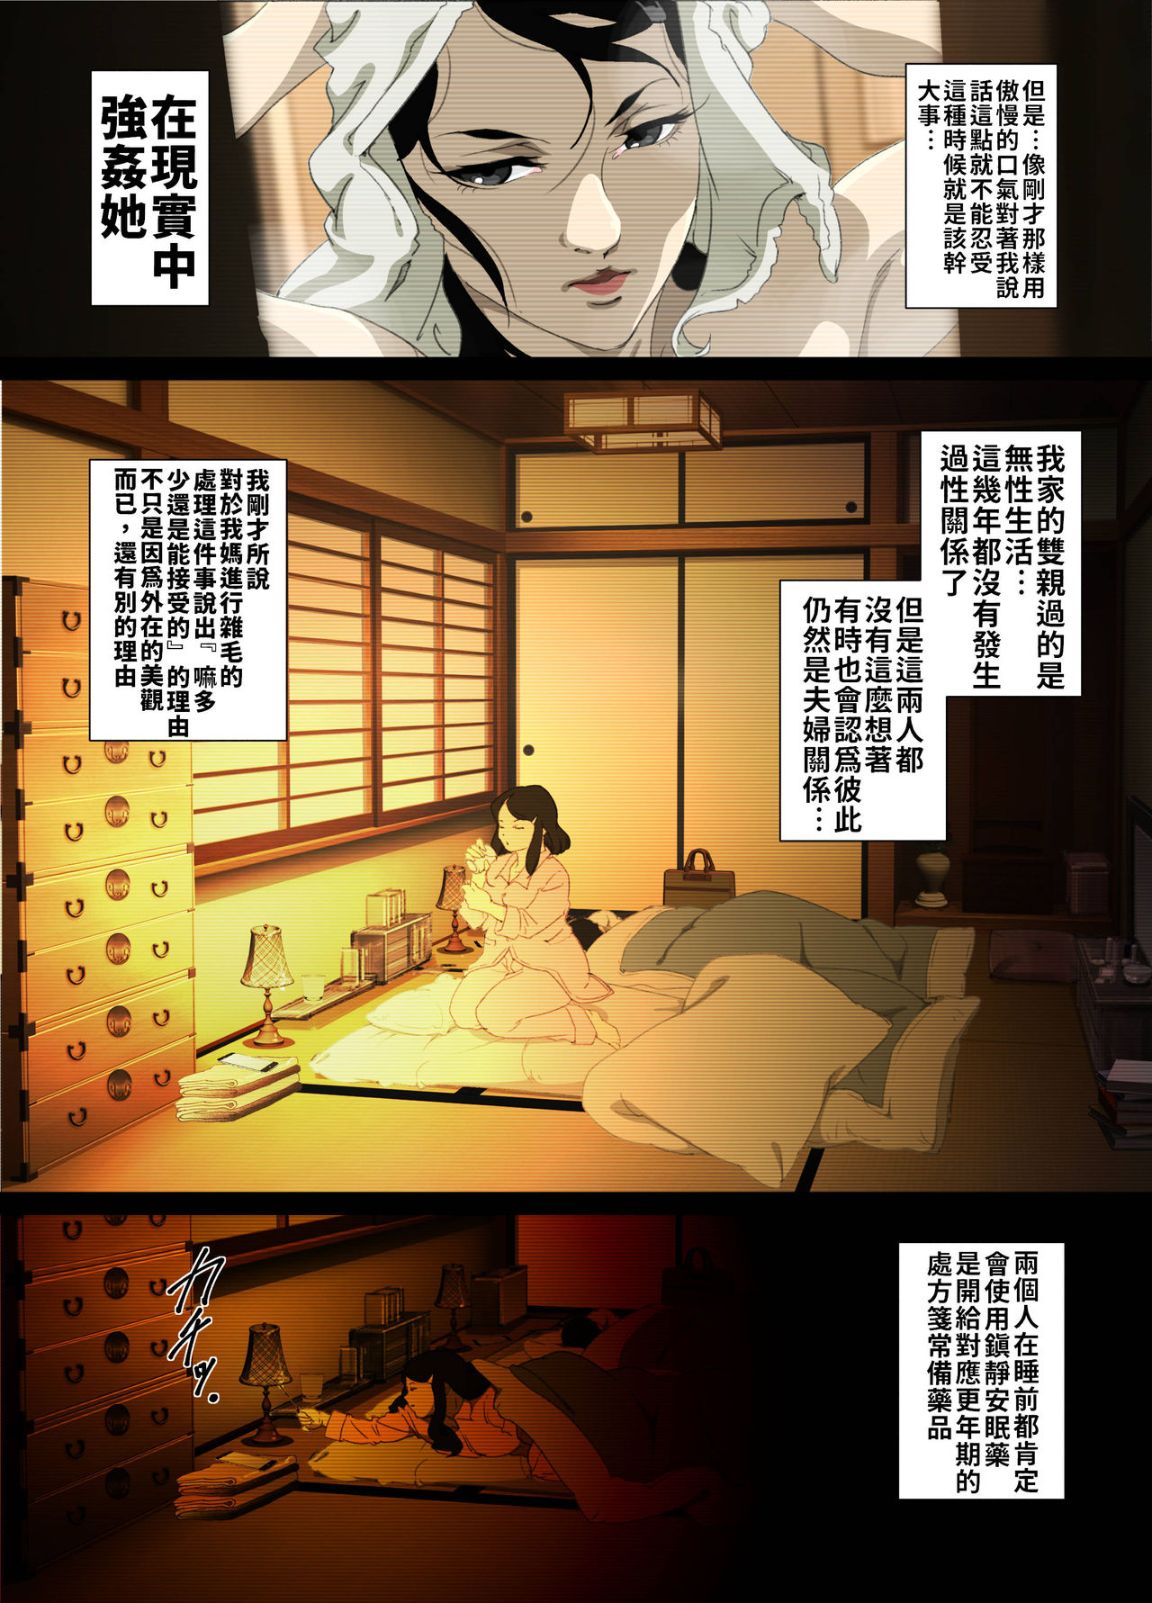 但是…像剛才那樣用
傲慢的口氣對著我說
話這點就不能忍受
這種時候就是該幹
大事…
在現實中
強姦她
我家的雙親過的是
無性生活…
這幾年都沒有發生
過性關係了
但是這兩人都
沒有這麼想著
有時也會認爲彼此
仍然是夫婦關係…
我剛才所說
對於我媽進行雜毛的
處理這件事說出『嘛多
少還是能接受的』的理由
不只是因爲外在的美觀
而已，還有別的理由
兩個人在睡前都肯定
會使用鎮靜安眠藥
是開給對應更年期的
處方箋常備藥品
カチッ.